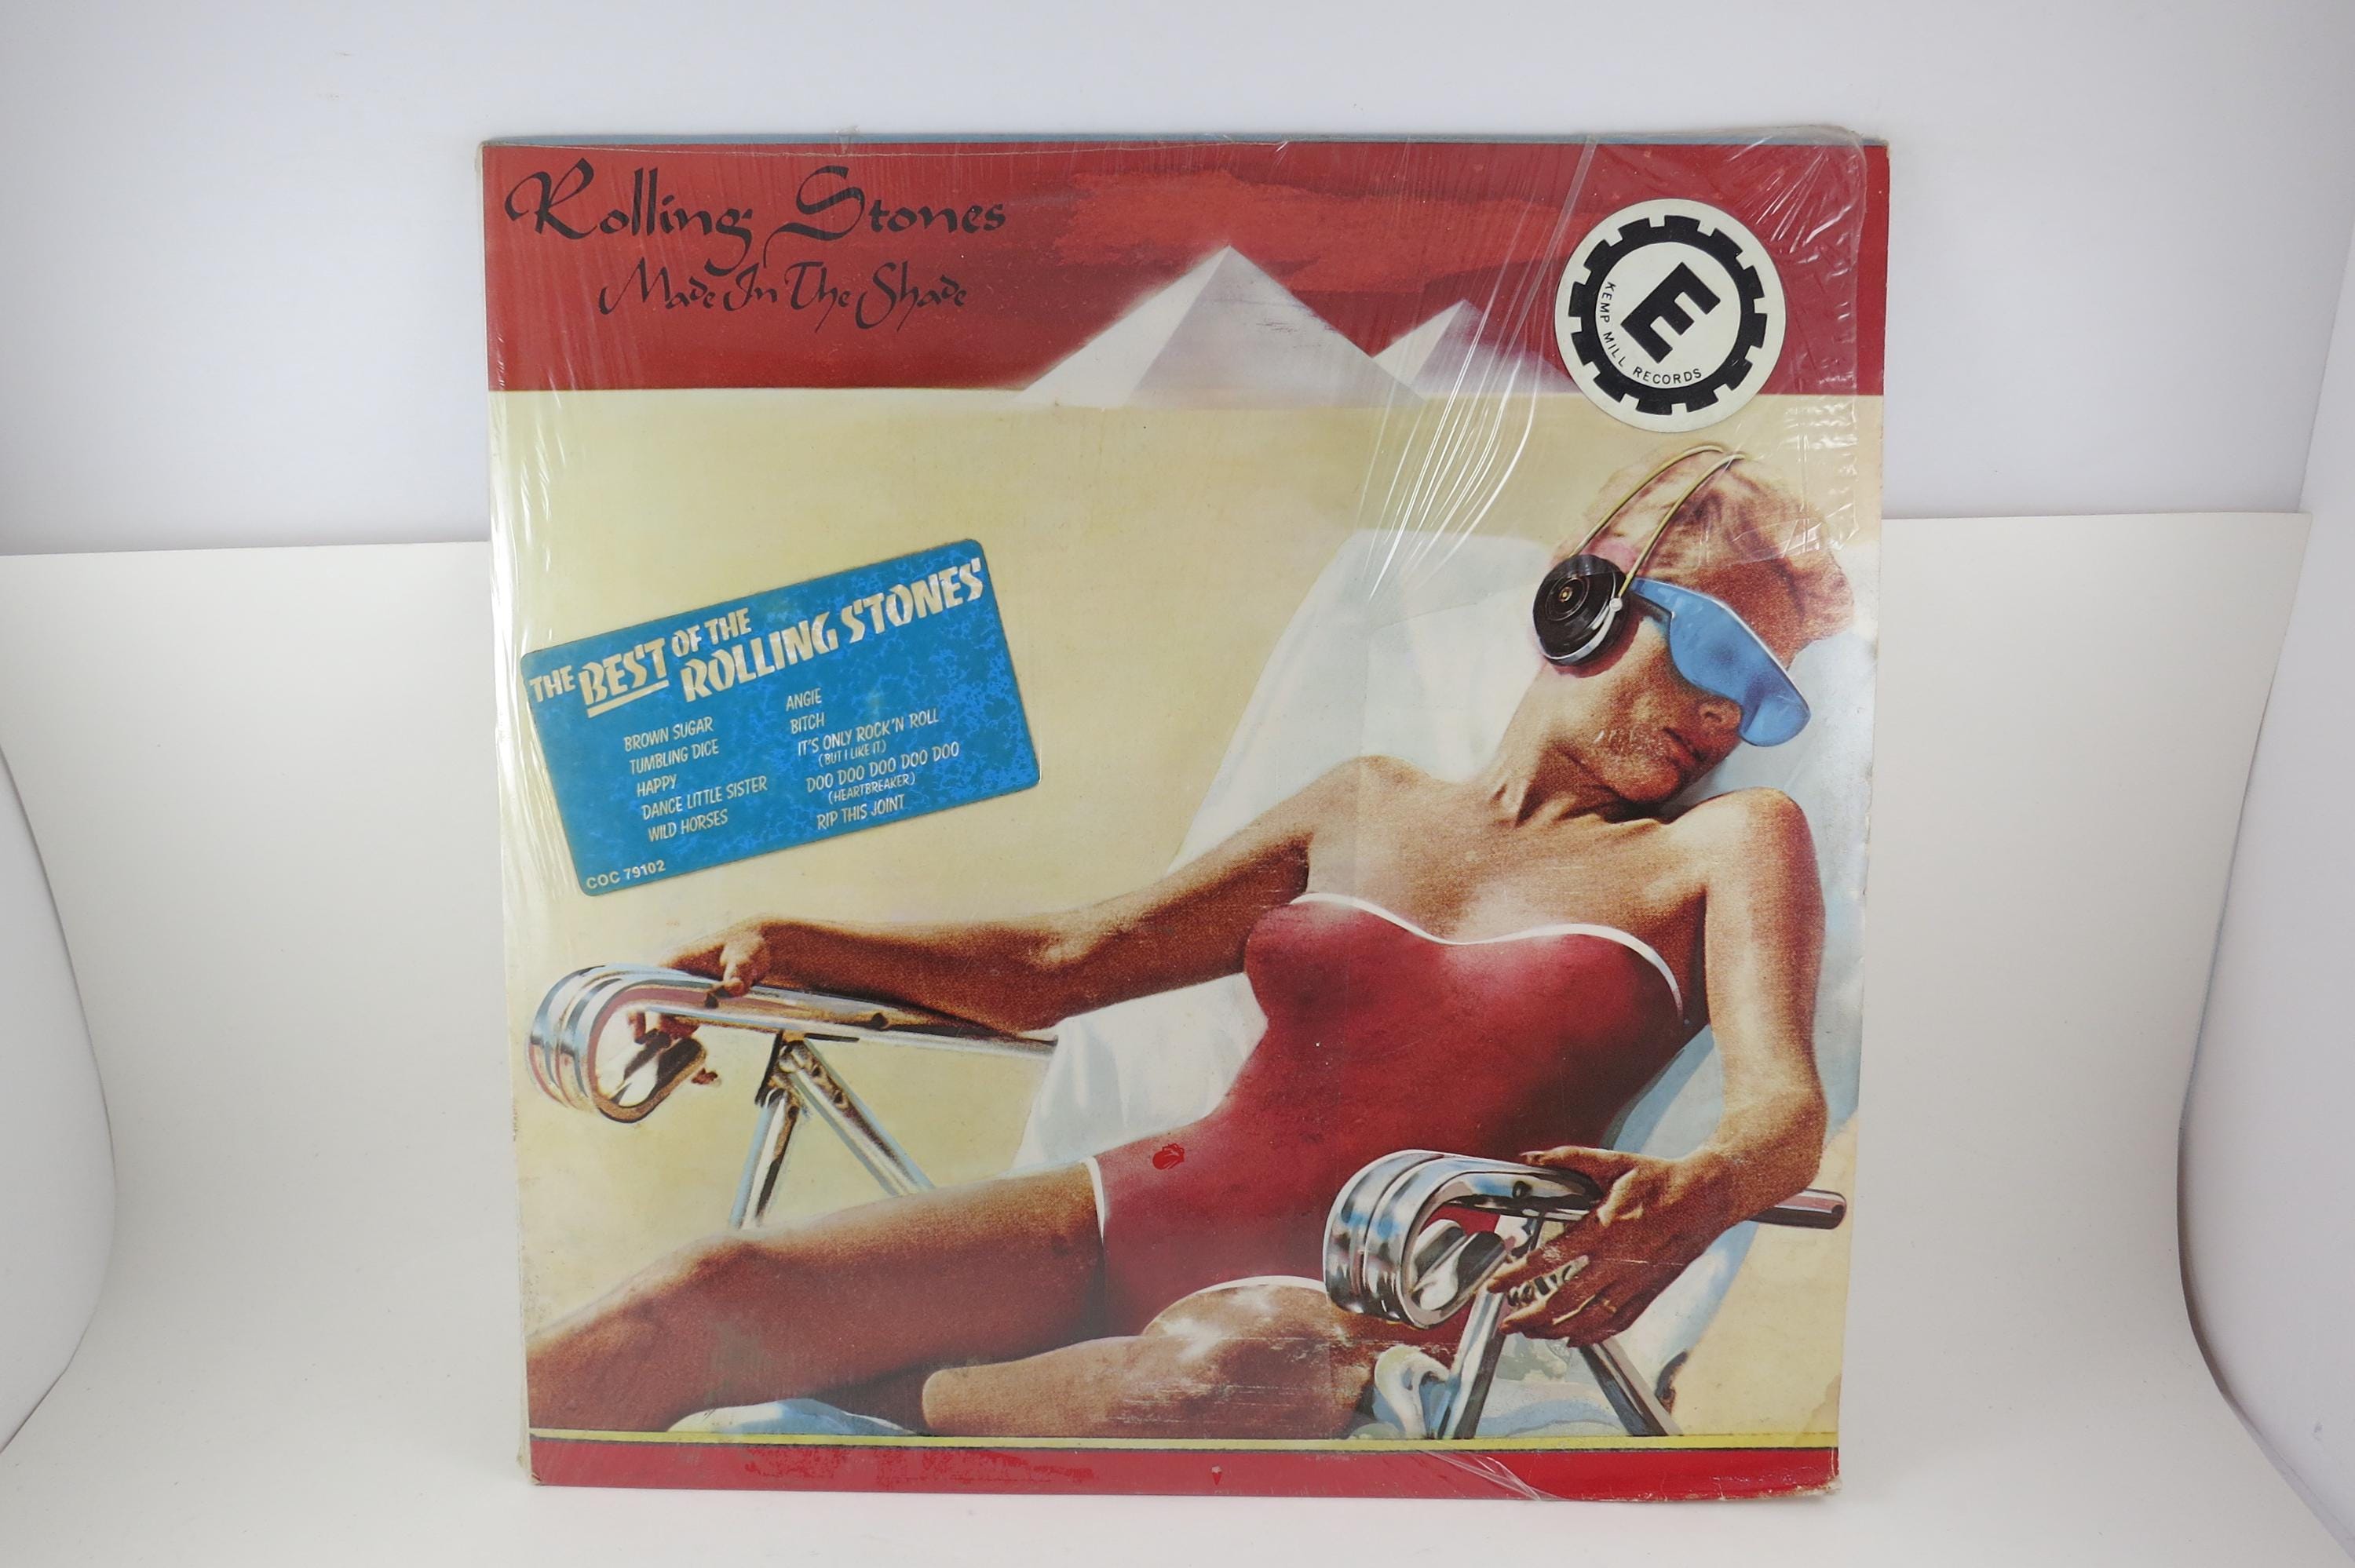 Rolling Stones
Made In The Shade
E
KEMP MILL RECORDS
THE BEST OF THE
ROLLING STONES
BROWN SUGAR
TUMBLING DICE
HAPPY
DANCE LITTLE SISTER
WILD HORSES
ANGIE
BITCH
IT'S ONLY ROCK'N ROLL
(BUT I LIKE IT)
DOO DOO DOO DOO DOO
(HEARTBREAKER)
RIP THIS JOINT
COC 79102